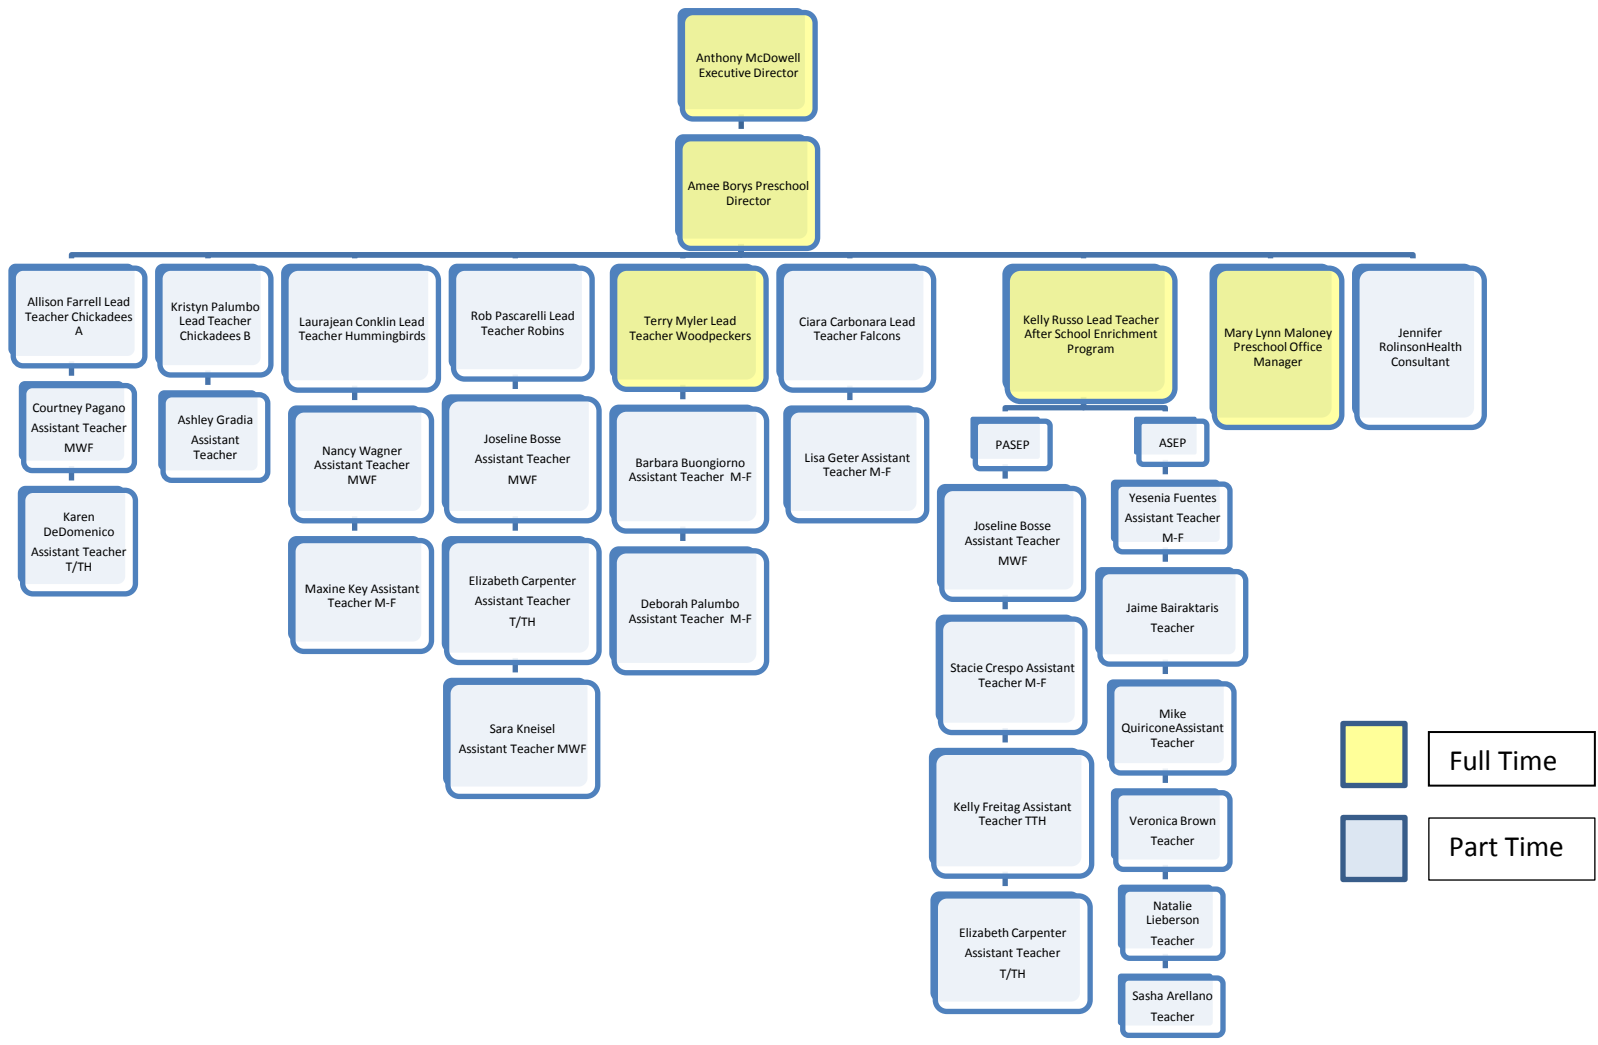 Anthony McDowell
Executive Director
Amee Borys Preschool
Director
Allison Farrell Lead
Teacher Chickadees
A
Courtney Pagano
Assistant Teacher
MWF
Karen
DeDomenico
Assistant Teacher
T/TH
Kristyn Palumbo
Lead Teacher
Chickadees B
Ashley Gradia
Assistant
Teacher
Laurajean Conklin Lead
Teacher Hummingbirds
Nancy Wagner
Assistant Teacher
MWF
Maxine Key Assistant
Teacher M-F
Rob Pascarelli Lead
Teacher Robins
Joseline Bosse
Assistant Teacher
MWF
Elizabeth Carpenter
Assistant Teacher
T/TH
Sara Kneisel
Assistant Teacher MWF
Terry Myler Lead
Teacher Woodpeckers
Barbara Buongiorno
Assistant Teacher M-F
Deborah Palumbo
Assistant Teacher M-F
Ciara Carbonara Lead
Teacher Falcons
Lisa Geter Assistant
Teacher M-F
Kelly Russo Lead Teacher
After School Enrichment
Program
PASEP
Joseline Bosse
Assistant Teacher
MWF
Stacie Crespo Assistant
Teacher M-F
Kelly Freitag Assistant
Teacher TTH
Elizabeth Carpenter
Assistant Teacher
T/TH
ASEP
Yesenia Fuentes
Assistant Teacher
M-F
Jaime Bairaktaris
Teacher
Mike
QuiriconeAssistant
Teacher
Veronica Brown
Teacher
Natalie
Lieberson
Teacher
Sasha Arellano
Teacher
Mary Lynn Maloney
Preschool Office
Manager
Jennifer
RolinsonHealth
Consultant
Full Time
Part Time